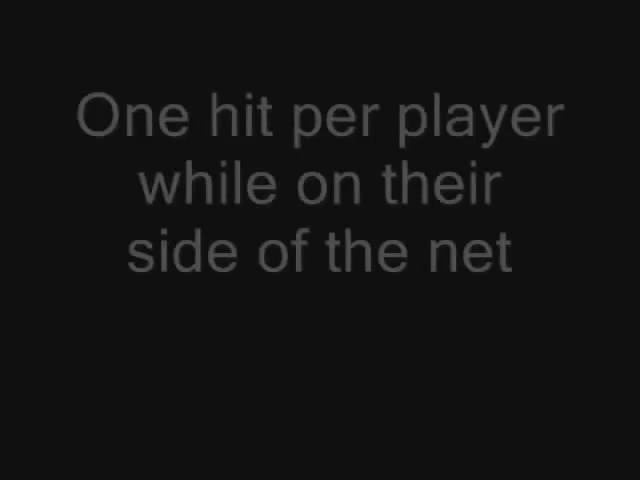 One hit per player
while on their
side of the net